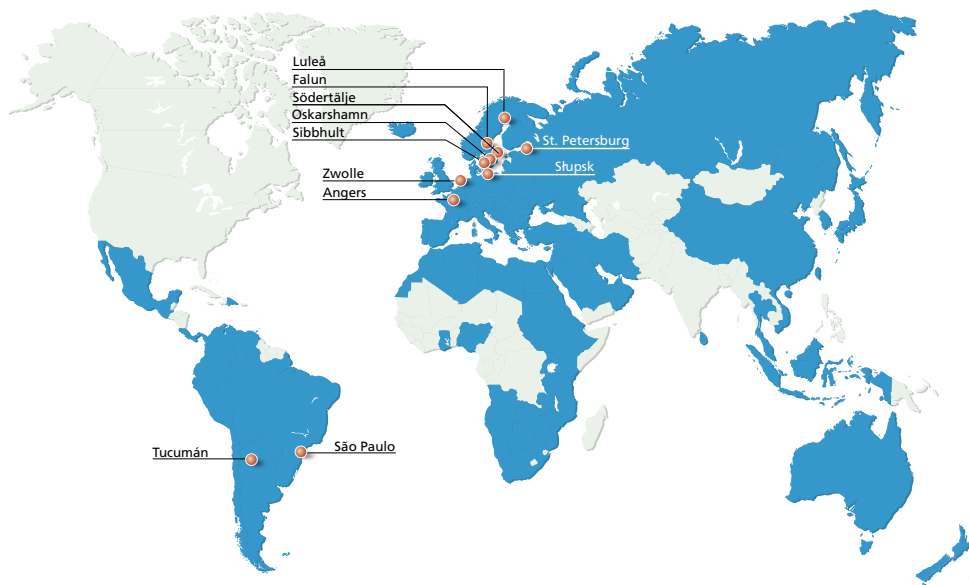 Luleå
Falun
Södertälje
Oskarshamn
Sibbhult
St. Petersburg
Słupsk
Zwolle
Angers
Tucumán
São Paulo